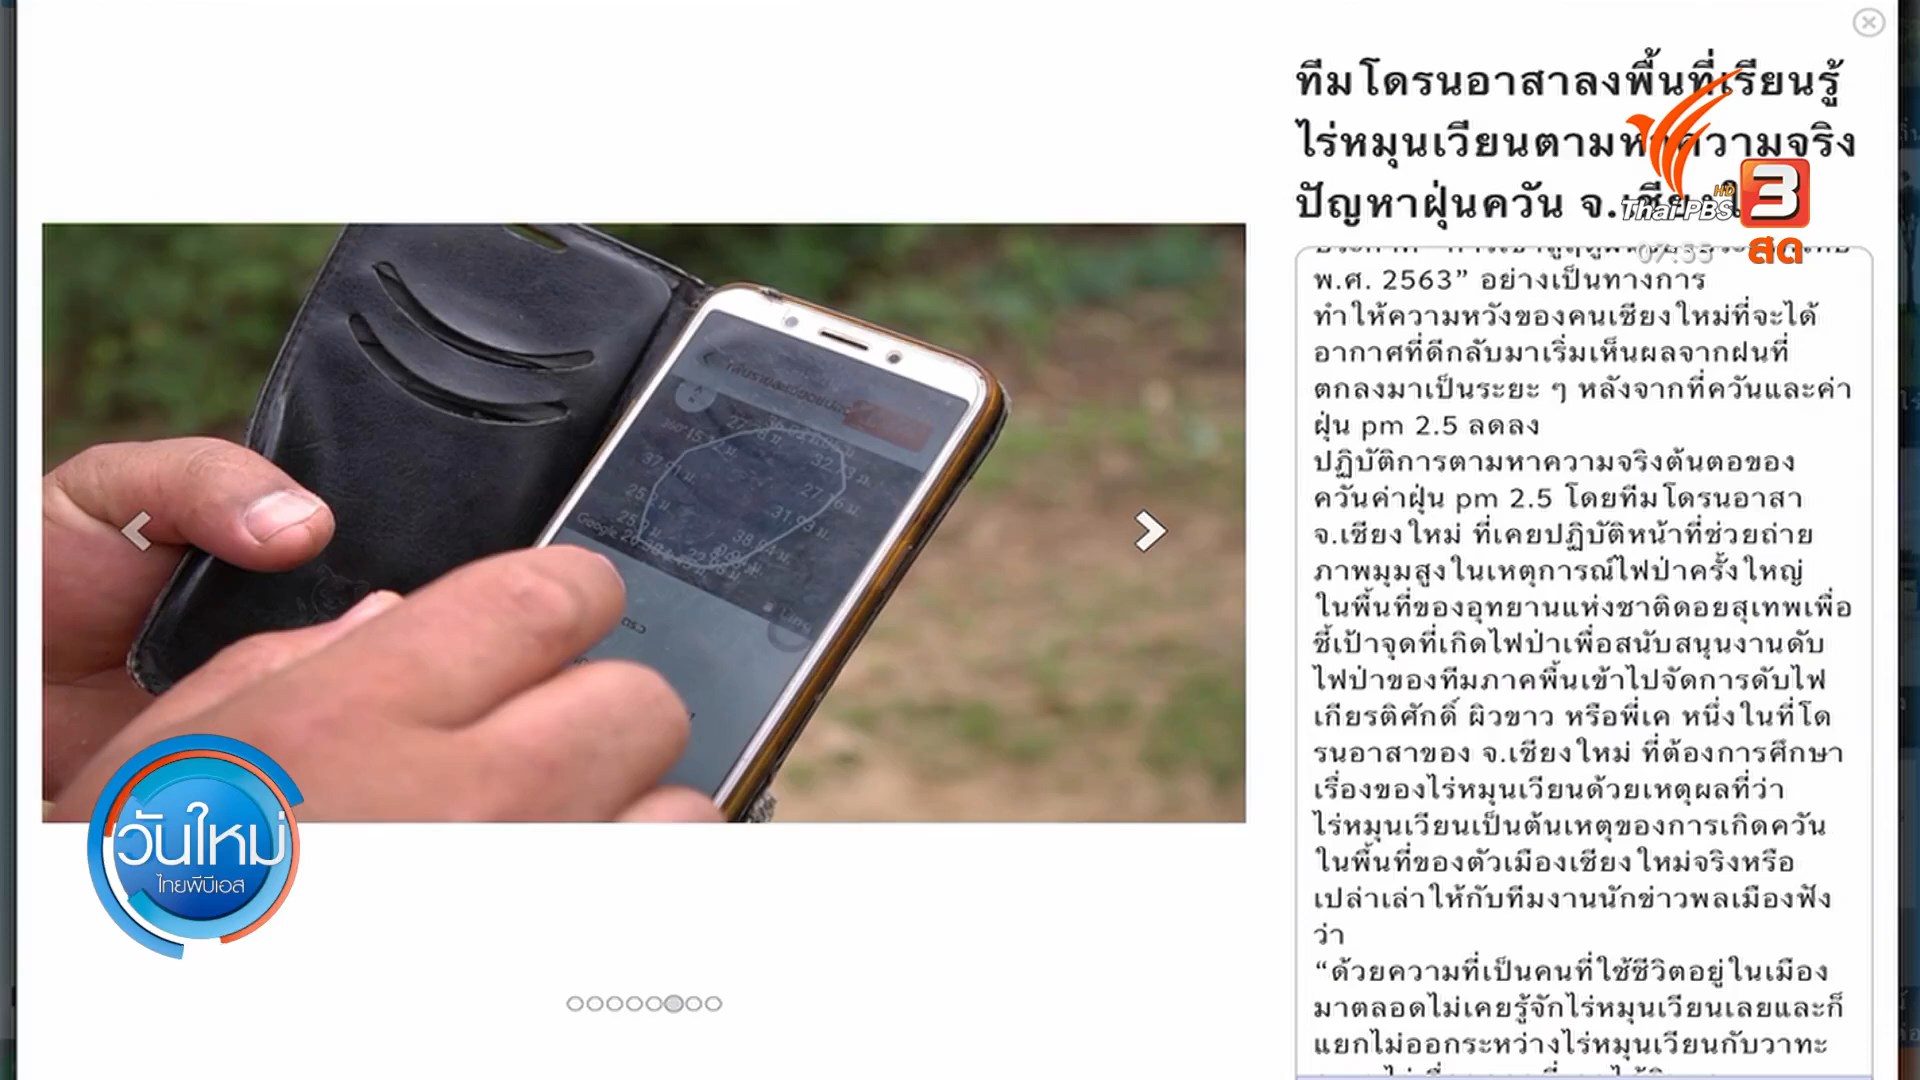 ทีมโดรนอาสาลงพื้นที่เรียนรู้
ไร่หมุนเวียนตามหาความจริง
ปัญหาฝุ่นควัน จ.เชียงใ
ThaiPBS
HD
3
07:55
สด
พ.ศ. 2563” อย่างเป็นทางการ
ทำให้ความหวังของคนเชียงใหม่ที่จะได้
อากาศที่ดีกลับมาเริ่มเห็นผลจากฝนที่
ตกลงมาเป็นระยะ ๆ หลังจากที่ควันและค่า
ฝุ่น pm 2.5 ลดลง
ปฏิบัติการตามหาความจริงต้นตอของ
ควันค่าฝุ่น pm 2.5 โดยทีมโดรนอาสา
จ.เชียงใหม่ ที่เคยปฏิบัติหน้าที่ช่วยถ่าย
ภาพมุมสูงในเหตุการณ์ไฟป่าครั้งใหญ่
ในพื้นที่ของอุทยานแห่งชาติดอยสุเทพเพื่อ
ชี้เป้าจุดที่เกิดไฟป่าเพื่อสนับสนุนงานดับ
ไฟป่าของทีมภาคพื้นเข้าไปจัดการดับไฟ
เกียรติศักดิ์ ผิวขาว หรือพี่เค หนึ่งในที่โด
รนอาสาของ จ.เชียงใหม่ ที่ต้องการศึกษา
เรื่องของไร่หมุนเวียนด้วยเหตุผลที่ว่า
ไร่หมุนเวียนเป็นต้นเหตุของการเกิดควัน
ในพื้นที่ของตัวเมืองเชียงใหม่จริงหรือ
เปล่าเล่าให้กับทีมงานนักข่าวพลเมืองฟัง
ว่า
“ด้วยความที่เป็นคนที่ใช้ชีวิตอยู่ในเมือง
มาตลอดไม่เคยรู้จักไร่หมุนเวียนเลยและก็
แยกไม่ออกระหว่างไร่หมุนเวียนกับวาทะ
27.16 ม.
31.93 ม.
38.94 ม.
Google
ตรว
วันใหม่
ไทยพีบีเอส